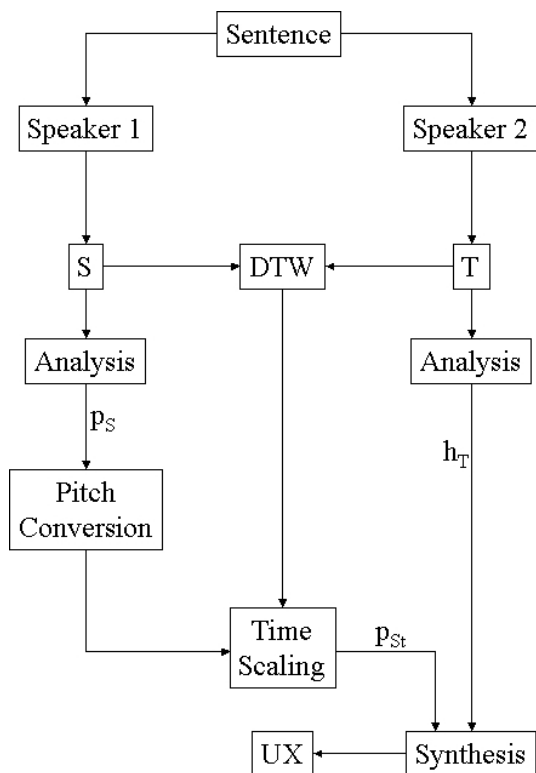 Sentence
Speaker 1
Speaker 2
S
DTW
T
Analysis
Analysis
pS
hT
Pitch
Conversion
Time
Scaling
pSt
UX
Synthesis